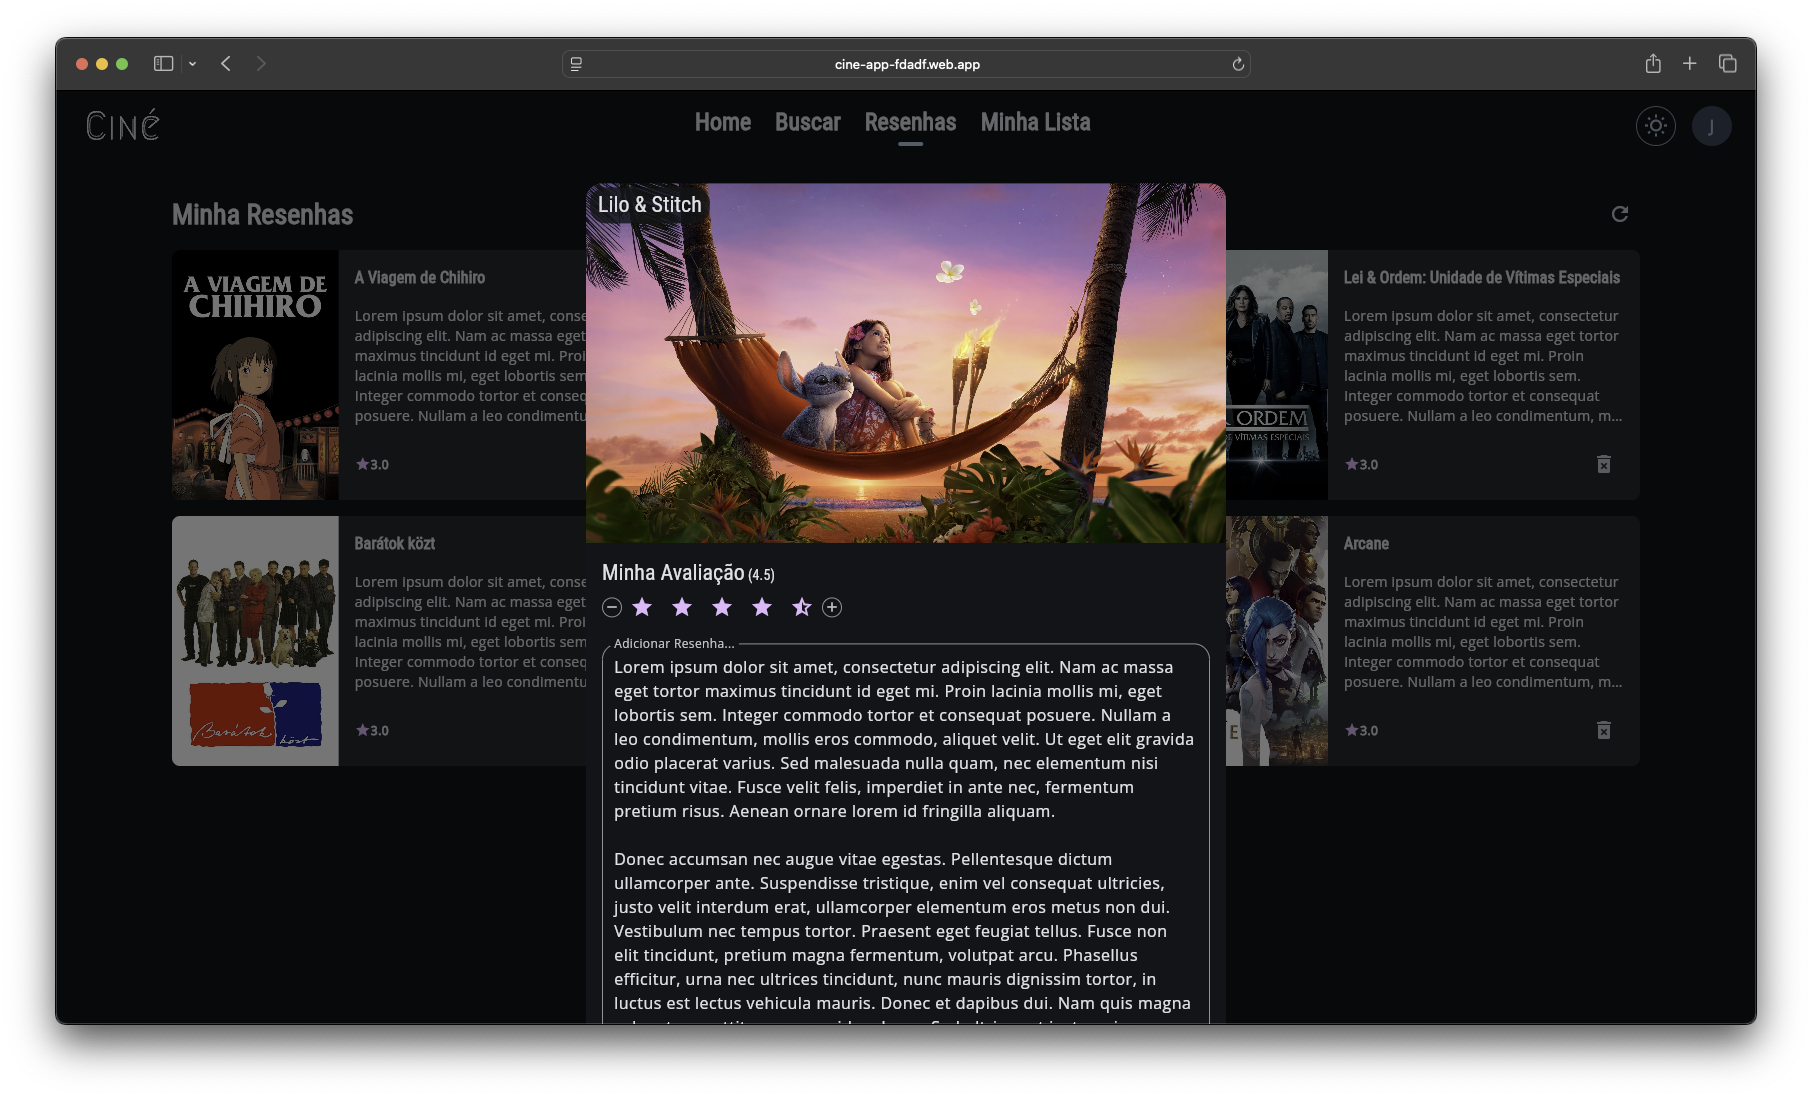 cine-app-fdadf.web.app
CINÉ
Home Buscar Resenhas Minha Lista
J
Minha Resenhas
A VIAGEM DE
CHIHIRO
A Viagem de Chihiro
Lorem ipsum dolor sit amet, conse
adipiscing elit. Nam ac massa eget
maximus tincidunt id eget mi. Proi
lacinia mollis mi, eget lobortis sem
Integer commodo tortor et conseq
posuere. Nullam a leo condimentu
3.0
Barátok közt
Barátok közt
Lorem ipsum dolor sit amet, conse
adipiscing elit. Nam ac massa eget
maximus tincidunt id eget mi. Proi
lacinia mollis mi, eget lobortis sem
Integer commodo tortor et conseq
posuere. Nullam a leo condimentu
3.0
Lilo & Stitch
Minha Avaliação (4.5)
Adicionar Resenha...
Lorem ipsum dolor sit amet, consectetur adipiscing elit. Nam ac massa
eget tortor maximus tincidunt id eget mi. Proin lacinia mollis mi, eget
lobortis sem. Integer commodo tortor et consequat posuere. Nullam a
leo condimentum, mollis eros commodo, aliquet velit. Ut eget elit gravida
odio placerat varius. Sed malesuada nulla quam, nec elementum nisi
tincidunt vitae. Fusce velit felis, imperdiet in ante nec, fermentum
pretium risus. Aenean ornare lorem id fringilla aliquam.
Donec accumsan nec augue vitae egestas. Pellentesque dictum
ullamcorper ante. Suspendisse tristique, enim vel consequat ultricies,
justo velit interdum erat, ullamcorper elementum eros metus non dui.
Vestibulum nec tempus tortor. Praesent eget feugiat tellus. Fusce non
elit tincidunt, pretium magna fermentum, volutpat arcu. Phasellus
efficitur, urna nec ultrices tincidunt, nunc mauris dignissim tortor, in
luctus est lectus vehicula mauris. Donec et dapibus dui. Nam quis magna
ORDEM
DE VÍTIMAS ESPECIAIS
Lei & Ordem: Unidade de Vítimas Especiais
Lorem ipsum dolor sit amet, consectetur
adipiscing elit. Nam ac massa eget tortor
maximus tincidunt id eget mi. Proin
lacinia mollis mi, eget lobortis sem.
Integer commodo tortor et consequat
posuere. Nullam a leo condimentum, m...
3.0
E
Arcane
Lorem ipsum dolor sit amet, consectetur
adipiscing elit. Nam ac massa eget tortor
maximus tincidunt id eget mi. Proin
lacinia mollis mi, eget lobortis sem.
Integer commodo tortor et consequat
posuere. Nullam a leo condimentum, m...
3.0